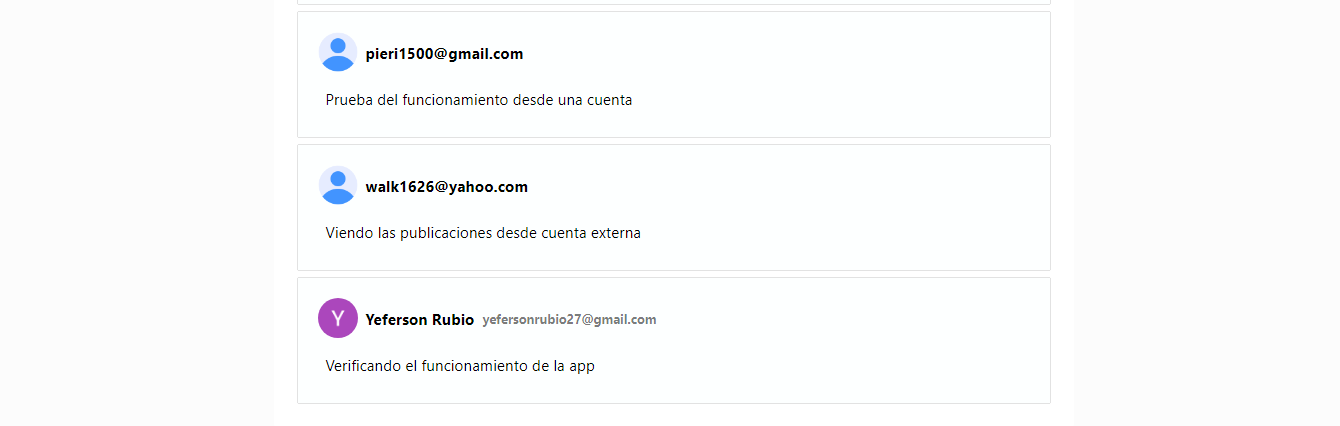 pieri1500@gmail.com
Prueba del funcionamiento desde una cuenta
walk1626@yahoo.com
Viendo las publicaciones desde cuenta externa
Y
Yeferson Rubio yefersonrubio27@gmail.com
Verificando el funcionamiento de la app